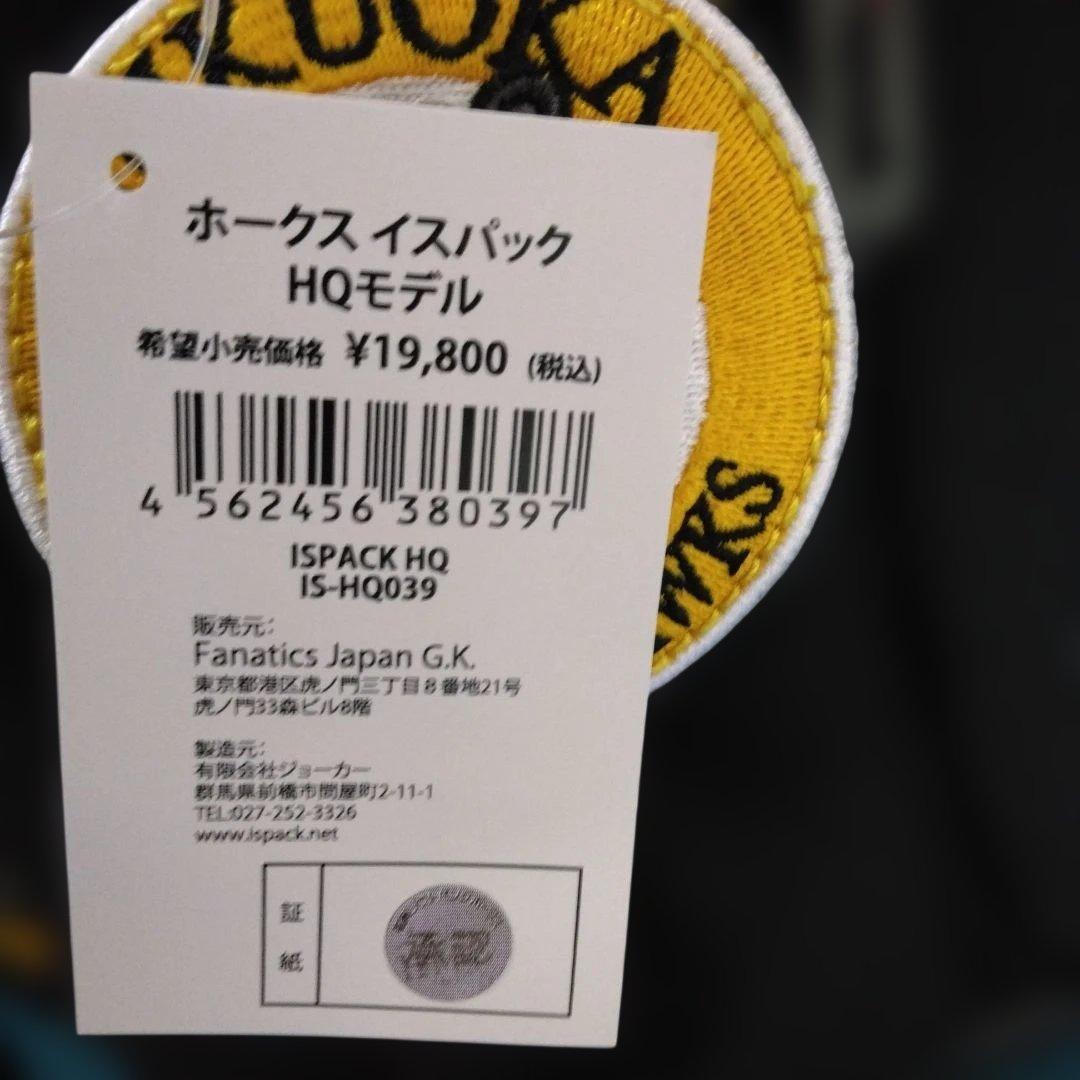 KUOKA
ホークス イスパック
HQモデル
希望小売価格 ¥19,800 (税込)
4 562456 380397
WKS
ISPACK HQ
IS-HQ039
販売元:
Fanatics Japan G.K.
東京都港区虎ノ門三丁目8番地21号
虎ノ門33森ビル8階
製造元:
有限会社ジョーカー
群馬県前橋市問屋町2-11-1
TEL:027-252-3326
www.ispack.net
証
紙
承認